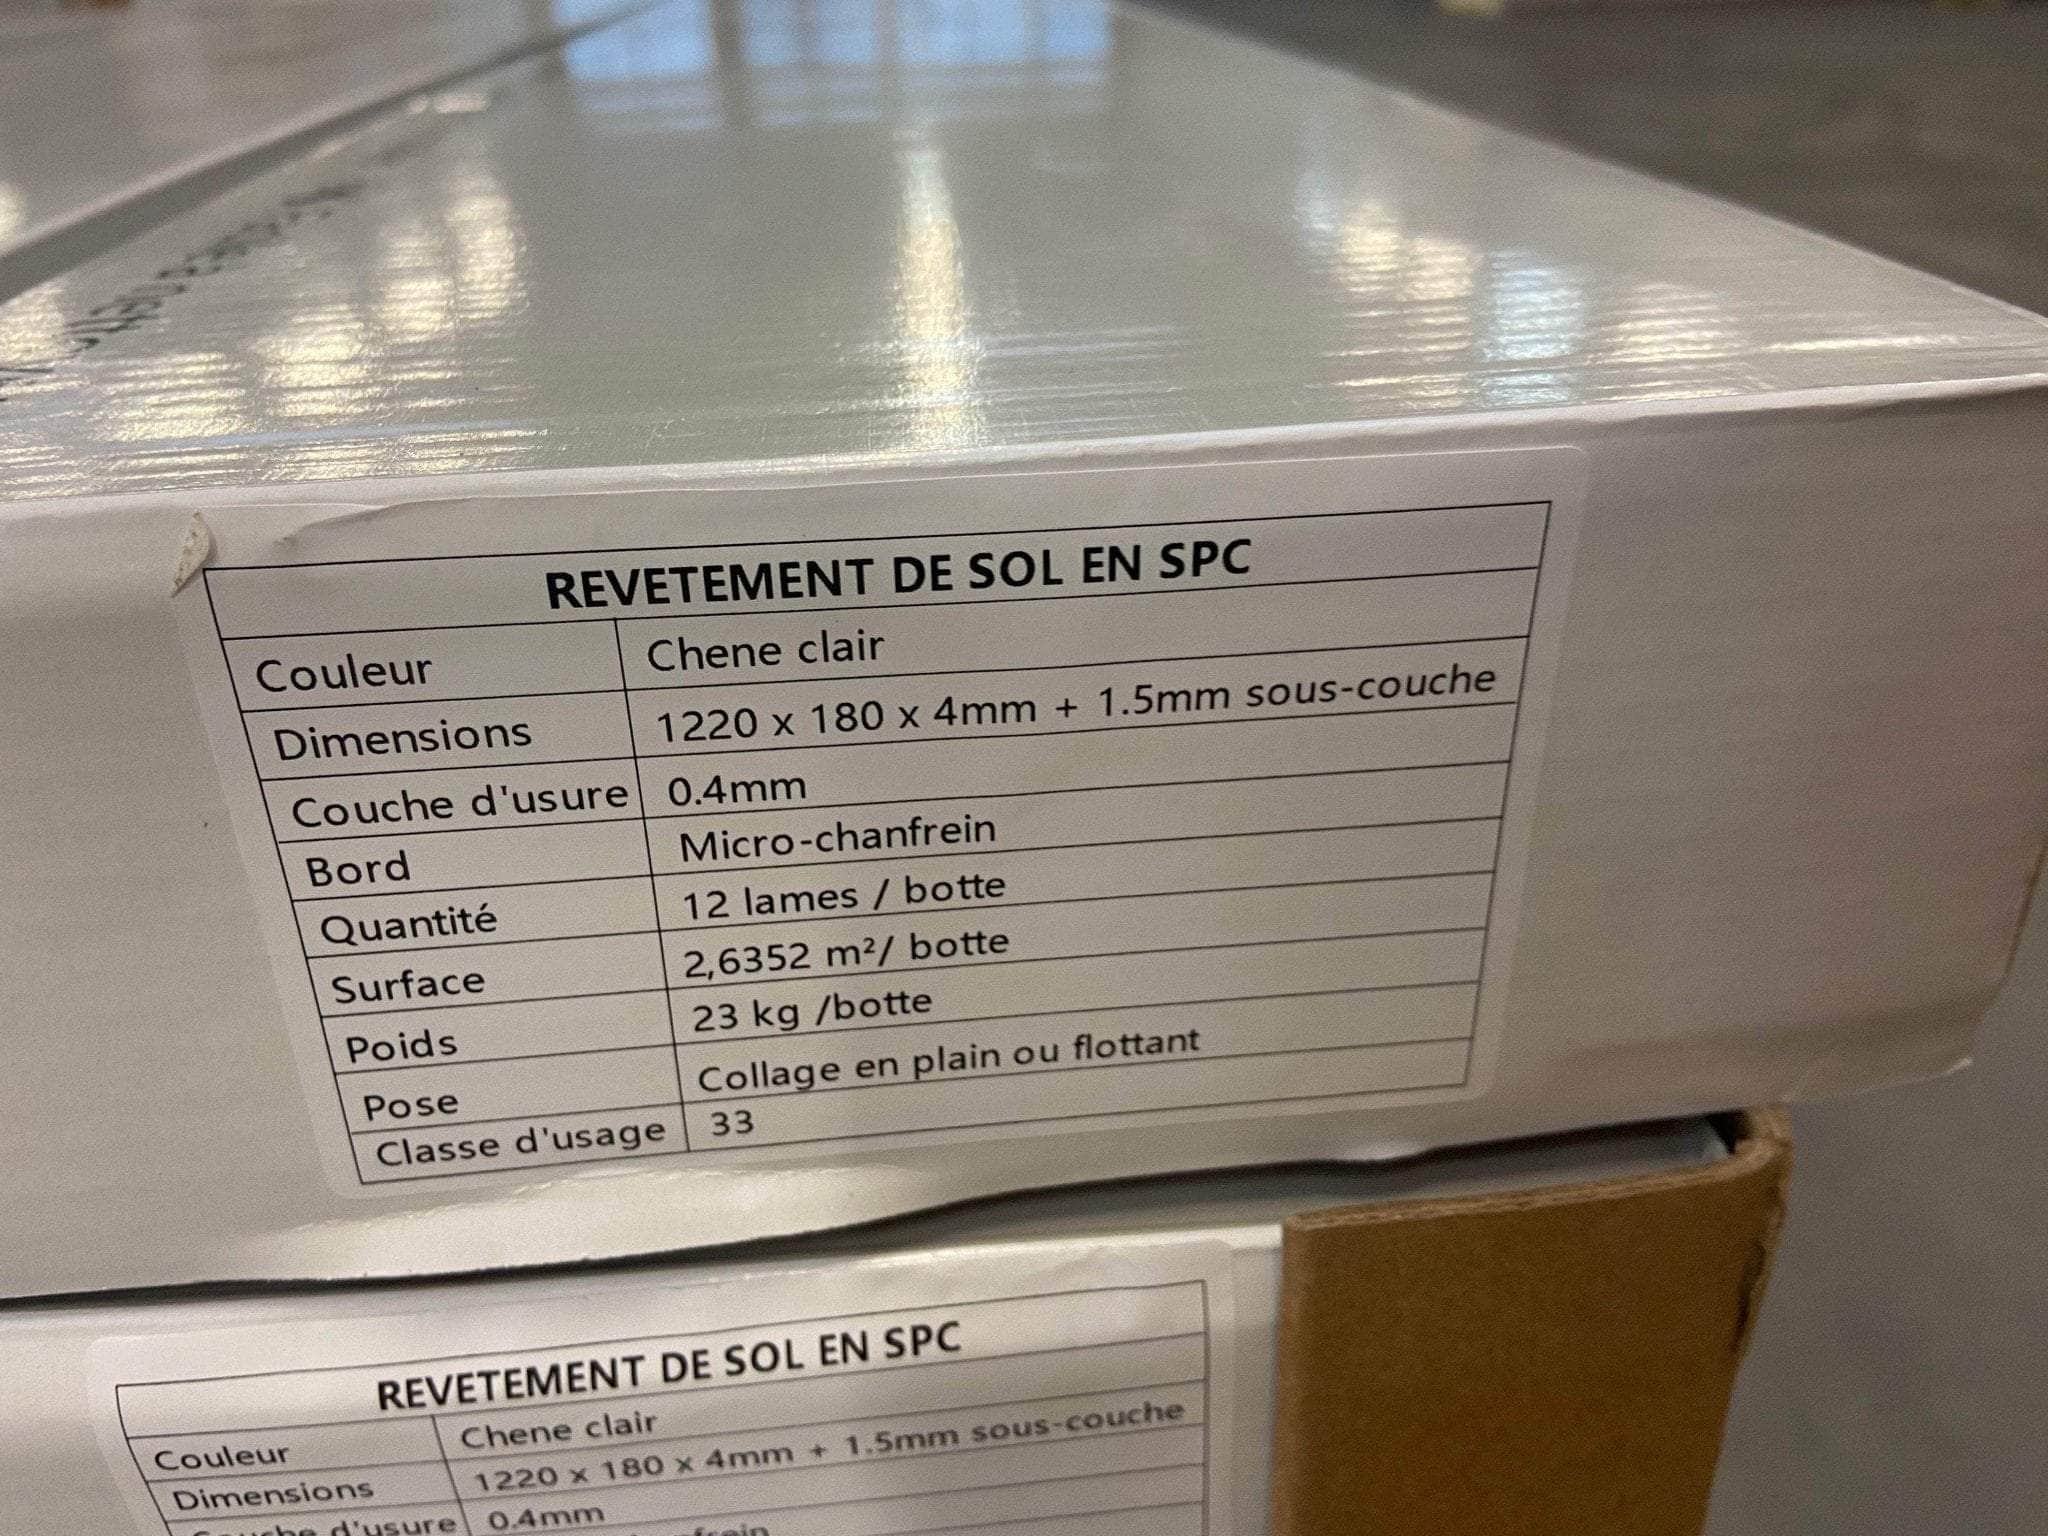 REVETEMENT DE SOL EN SPC
Couleur Chene clair
Dimensions 1220 x 180 x 4mm + 1.5mm sous-couche
Couche d'usure 0.4mm
Bord Micro-chanfrein
Quantité 12 lames / botte
Surface 2,6352 m²/ botte
Poids 23 kg /botte
Pose Collage en plain ou flottant
Classe d'usage 33
REVETEMENT DE SOL EN SPC
Couleur Chene clair
Dimensions 1220 x 180 x 4mm + 1.5mm sous-couche
d'usure 0.4mm